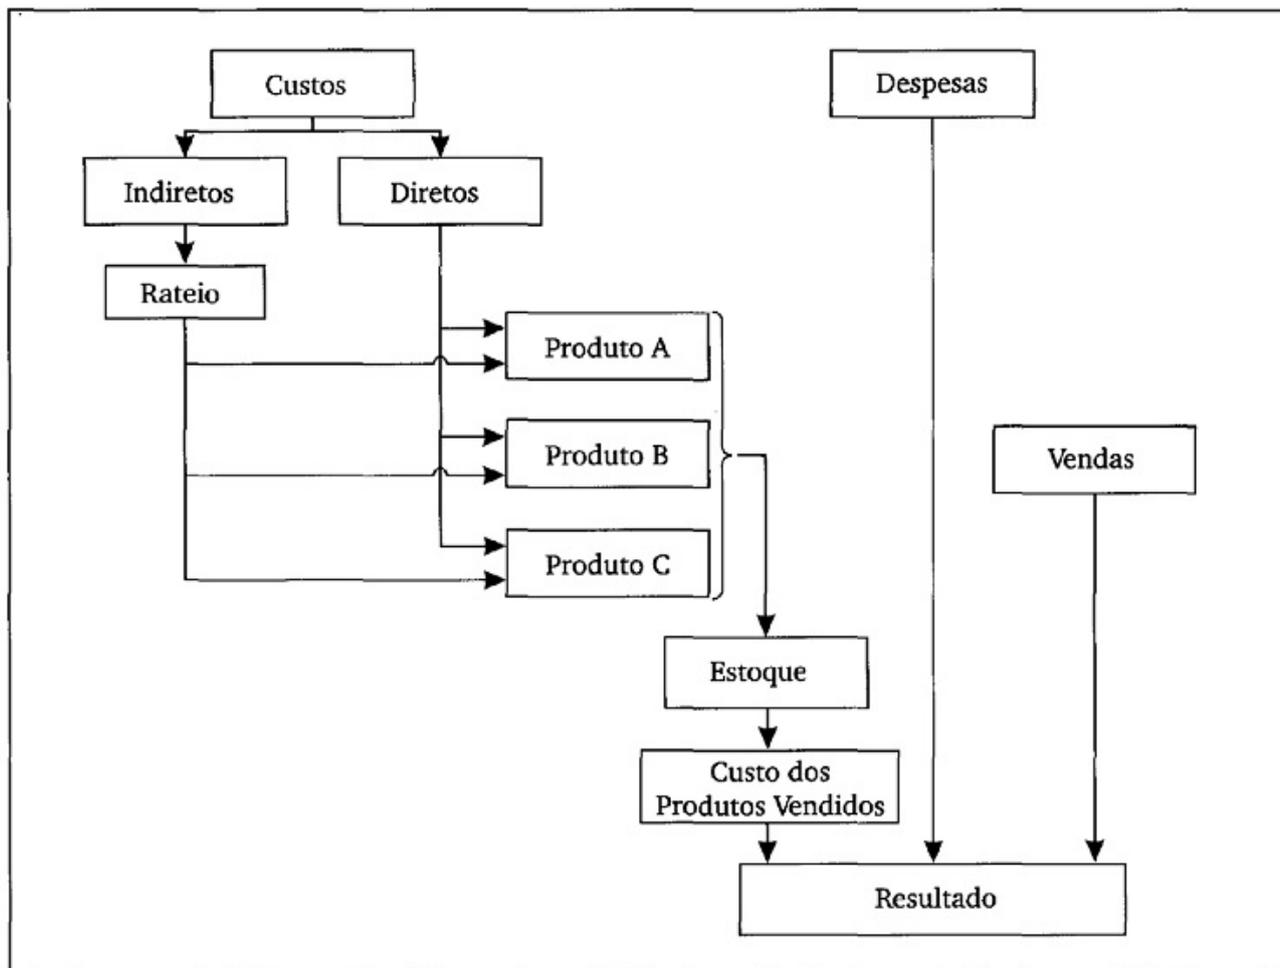 Custos
Despesas
Indiretos
Diretos
Rateio
Produto A
Produto B
Vendas
Produto C
Estoque
Custo dos
Produtos Vendidos
Resultado